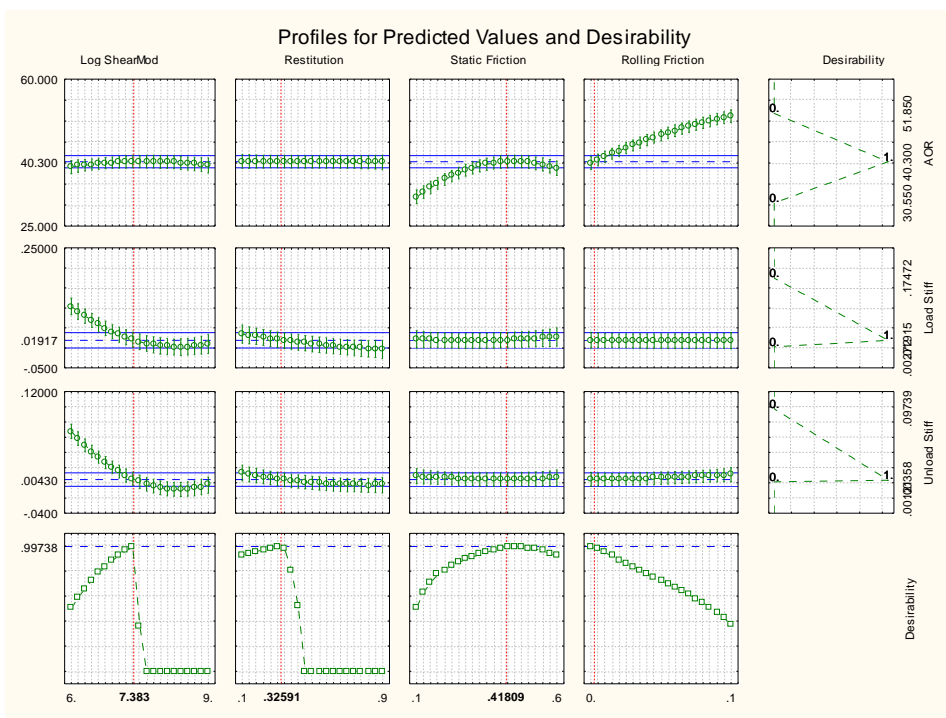 Profiles for Predicted Values and Desirability
Log ShearMod Restitution Static Friction Rolling Friction Desirability
60.000
40.300
25.000
0.
1.
0.
30.550 40.300 51.850
AOR
.25000
.01917
-.0500
0.
1.
0.
.17472
Load Stiff
.12000
.00430
-.0400
0.
1.
0.
.09739
Unload Stiff
.99738
Desirability
6. 7.383 9. .1 .32591 .9 .1 .41809 .6 0. .1